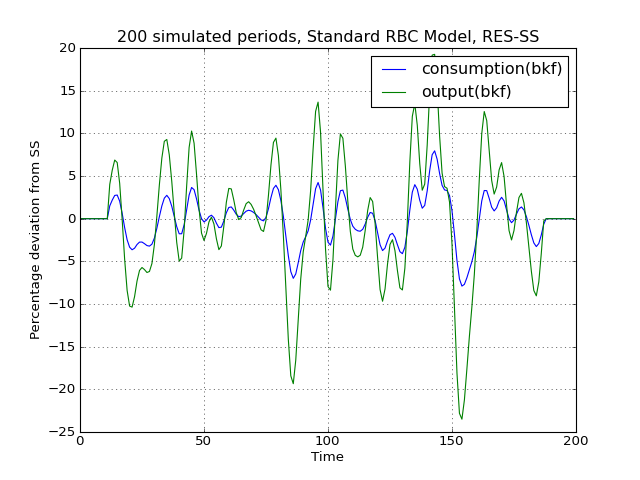 200 simulated periods, Standard RBC Model, RES-SS
consumption(bkf)
output(bkf)
20
15
10
5
0
−5
−10
−15
−20
−25
Percentage deviation from SS
0 50 100 150 200
Time